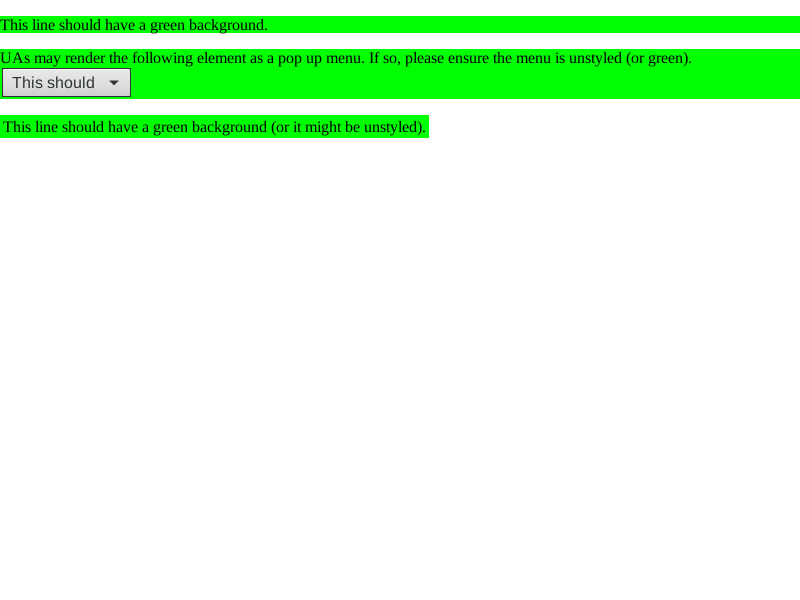 This line should have a green background.
UAs may render the following element as a pop up menu. If so, please ensure the menu is unstyled (or green).
This should
This line should have a green background (or it might be unstyled).